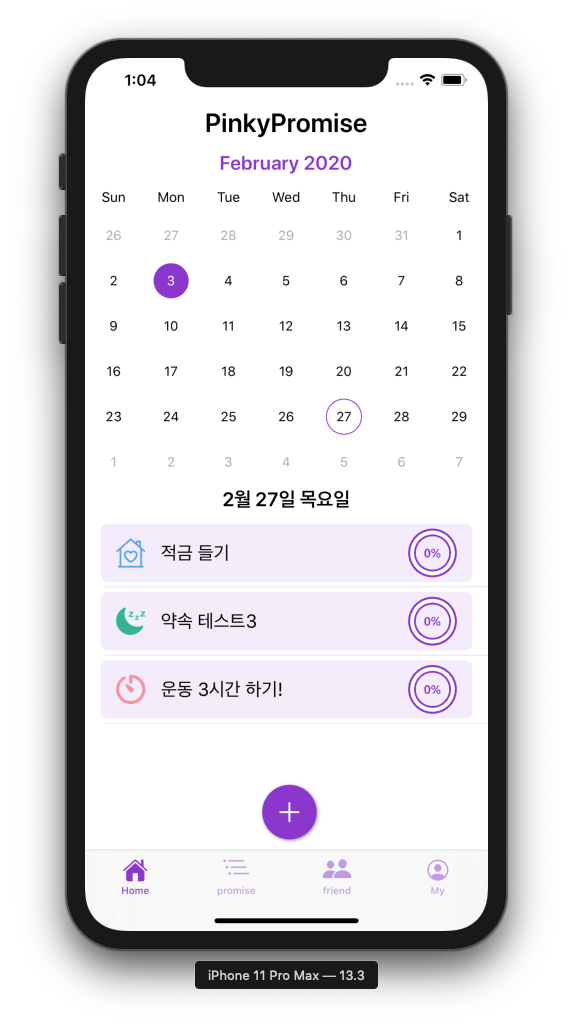 1:04
PinkyPromise
February 2020
Sun Mon Tue Wed Thu Fri Sat
26 27 28 29 30 31 1
2 3 4 5 6 7 8
9 10 11 12 13 14 15
16 17 18 19 20 21 22
23 24 25 26 27 28 29
1 2 3 4 5 6 7
2월 27일 목요일
적금 들기 0%
zzz
약속 테스트3 0%
운동 3시간 하기! 0%
Home promise friend My
iPhone 11 Pro Max — 13.3